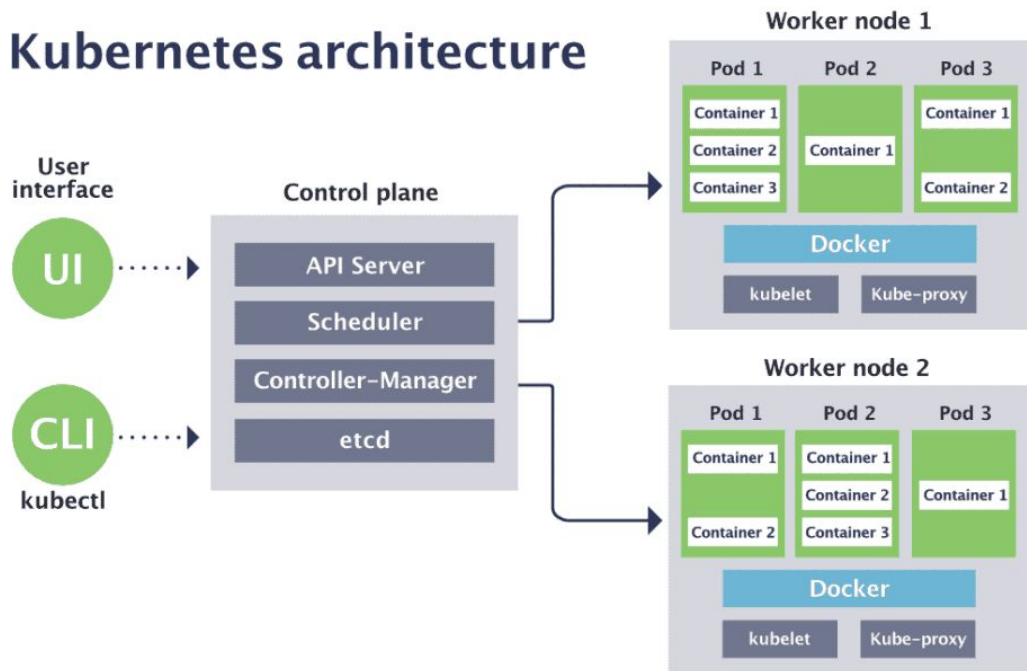 Kubernetes architecture
User
interface
UI
CLI
kubectl
Control plane
API Server
Scheduler
Controller-Manager
etcd
Worker node 1
Pod 1
Pod 2
Pod 3
Container 1
Container 2
Container 3
Container 1
Container 1
Container 2
Docker
kubelet
Kube-proxy
Worker node 2
Pod 1
Pod 2
Pod 3
Container 1
Container 2
Container 1
Container 2
Container 3
Container 1
Docker
kubelet
Kube-proxy